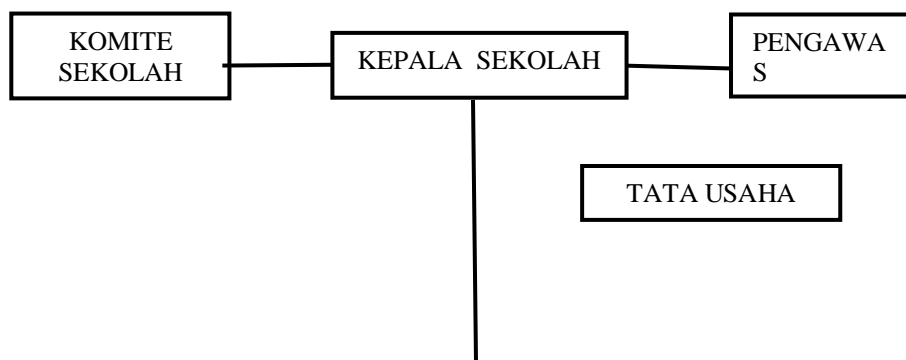 KOMITE
SEKOLAH
KEPALA SEKOLAH
PENGAWA
S
TATA USAHA